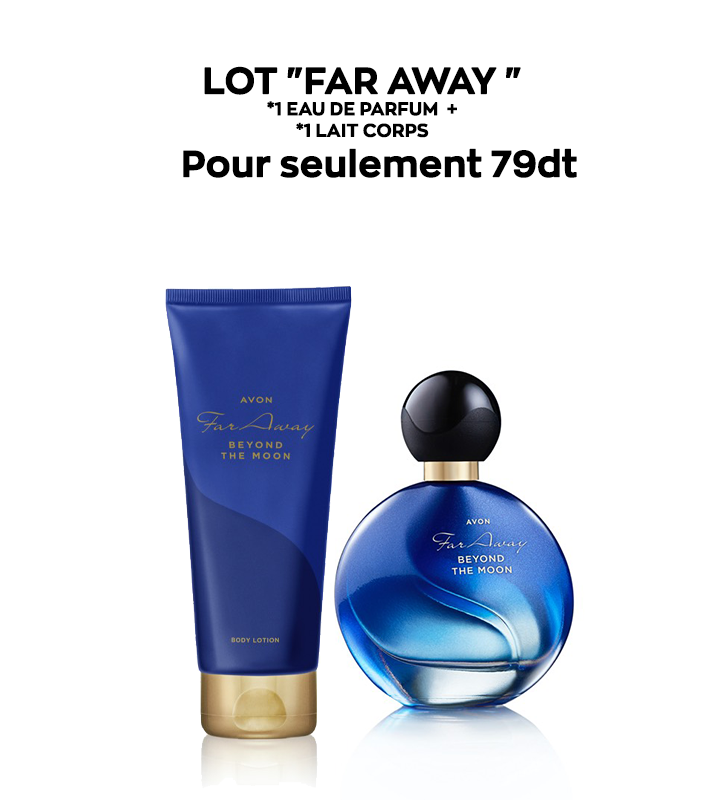 LOT "FAR AWAY "
*1 EAU DE PARFUM +
*1 LAIT CORPS
Pour seulement 79dt
AVON
Far Away
BEYOND
THE MOON
BODY LOTION
AVON
Far Away
BEYOND
THE MOON